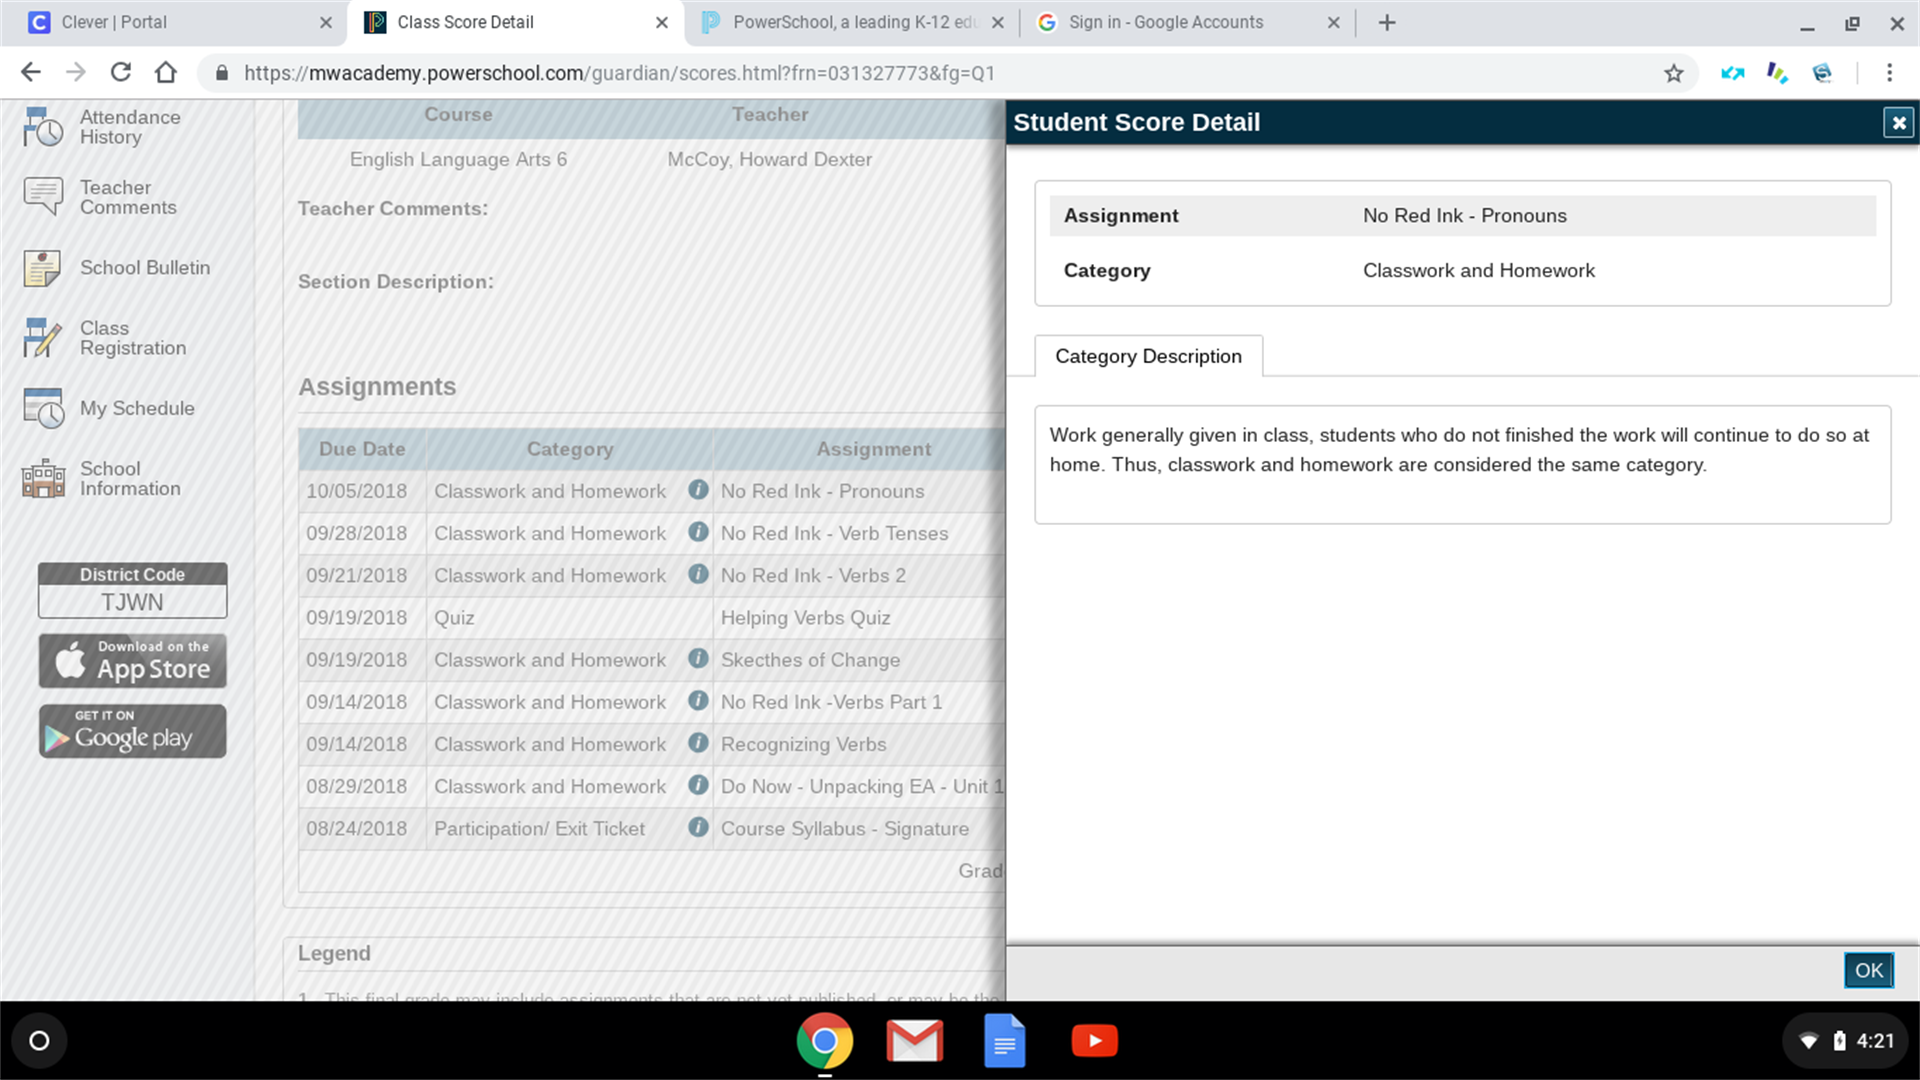 Clever | Portal
Class Score Detail
PowerSchool, a leading K-12 edu
Sign in - Google Accounts
https://mwacademy.powerschool.com/guardian/scores.html?frn=031327773&fg=Q1
Attendance
History
Teacher
Comments
School Bulletin
Class
Registration
My Schedule
School
Information
District Code
TJWN
Download on the
App Store
GET IT ON
Google play
Course Teacher
English Language Arts 6 McCoy, Howard Dexter
Teacher Comments:
Section Description:
Assignments
Due Date Category Assignment
10/05/2018 Classwork and Homework No Red Ink - Pronouns
09/28/2018 Classwork and Homework No Red Ink - Verb Tenses
09/21/2018 Classwork and Homework No Red Ink - Verbs 2
09/19/2018 Quiz Helping Verbs Quiz
09/19/2018 Classwork and Homework Skecthes of Change
09/14/2018 Classwork and Homework No Red Ink -Verbs Part 1
09/14/2018 Classwork and Homework Recognizing Verbs
08/29/2018 Classwork and Homework Do Now - Unpacking EA - Unit 1
08/24/2018 Participation/ Exit Ticket Course Syllabus - Signature
Grad
Legend
1 This final grade may include assignments that are not yet published, or may be the
Student Score Detail
Assignment No Red Ink - Pronouns
Category Classwork and Homework
Category Description
Work generally given in class, students who do not finished the work will continue to do so at
home. Thus, classwork and homework are considered the same category.
OK
4:21